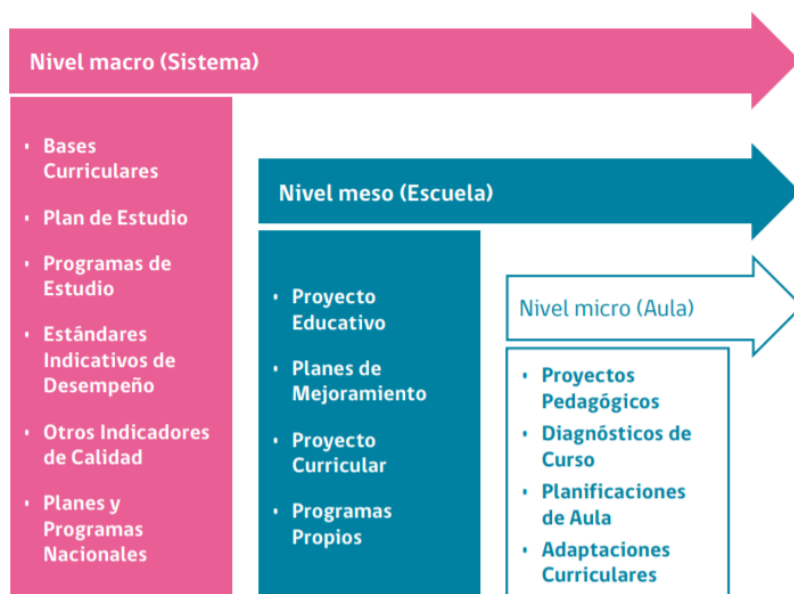 Nivel macro (Sistema)
• Bases
Curriculares
• Plan de Estudio
• Programas de
Estudio
• Estándares
Indicativos de
Desempeño
• Otros Indicadores
de Calidad
• Planes y
Programas
Nacionales
Nivel meso (Escuela)
• Proyecto
Educativo
• Planes de
Mejoramiento
• Proyecto
Curricular
• Programas
Propios
Nivel micro (Aula)
• Proyectos
Pedagógicos
• Diagnósticos de
Curso
• Planificaciones
de Aula
• Adaptaciones
Curriculares